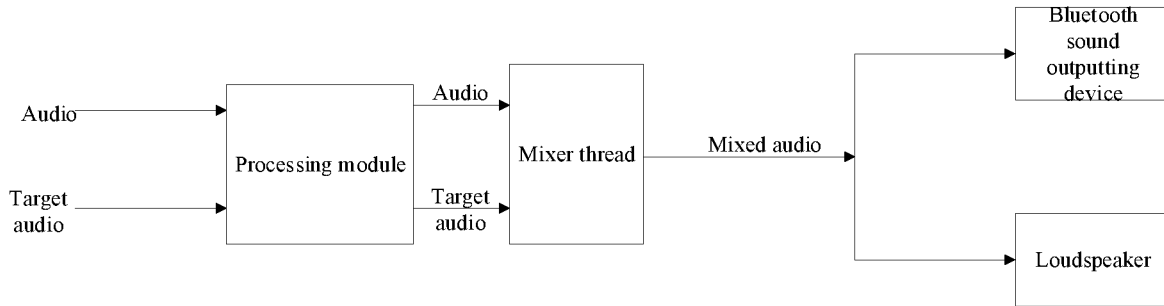 Audio
Target
audio
Processing module
Audio
Target
audio
Mixer thread
Mixed audio
Bluetooth
sound
outputting
device
Loudspeaker